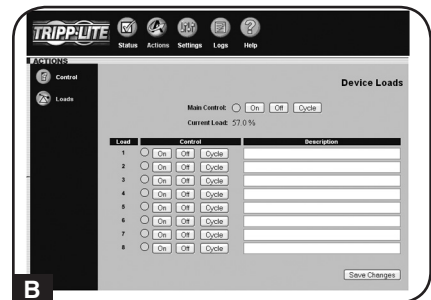 TRIPP·LITE
Status Actions Settings Logs Help
ACTIONS
Control
Loads
Device Loads
Main Control: On Off Cycle
Current Load: 57.0 %
Load Control Description
1 On Off Cycle
2 On Off Cycle
3 On Off Cycle
4 On Off Cycle
5 On Off Cycle
6 On Off Cycle
7 On Off Cycle
8 On Off Cycle
Save Changes
B